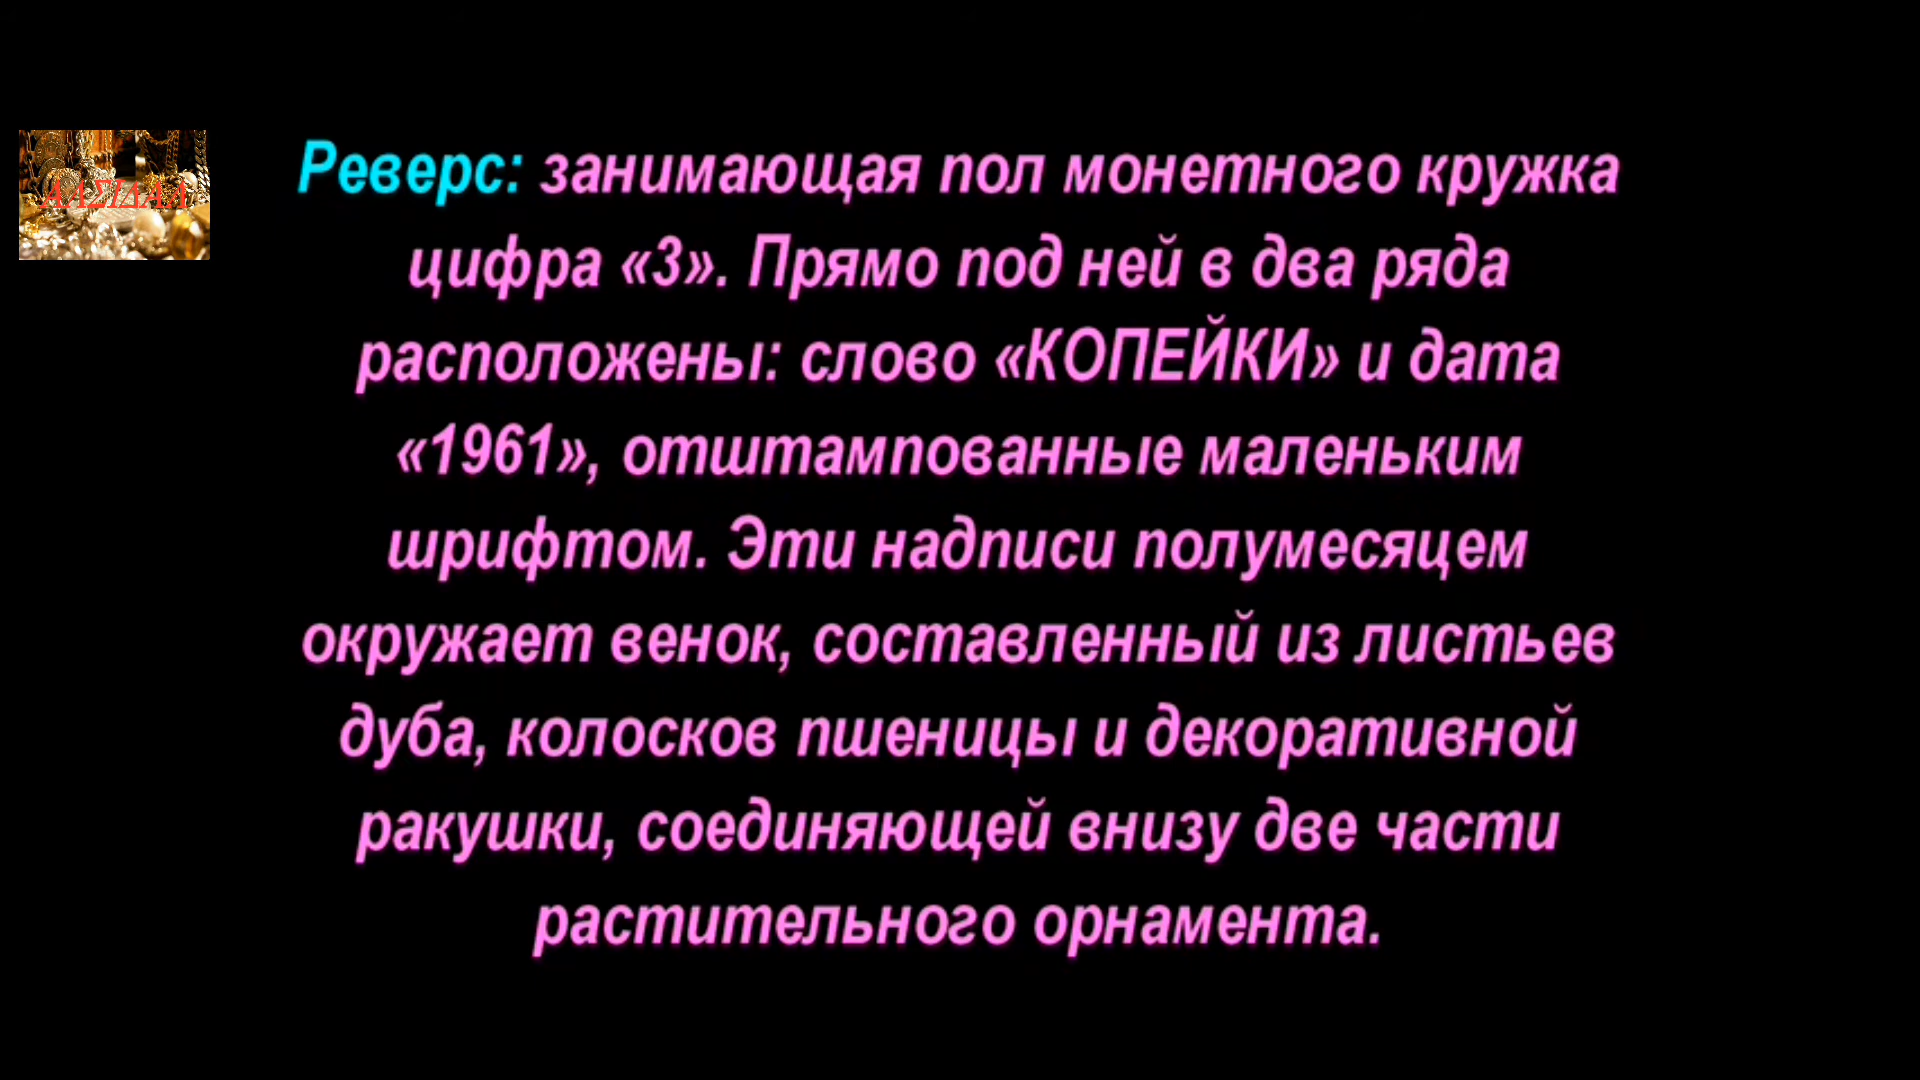 Реверс: занимающая пол монетного кружка
цифра «3». Прямо под ней в два ряда
расположены: слово «КОПЕЙКИ» и дата
«1961», отштампованные маленьким
шрифтом. Эти надписи полумесяцем
окружает венок, составленный из листьев
дуба, колосков пшеницы и декоративной
ракушки, соединяющей внизу две части
растительного орнамента.